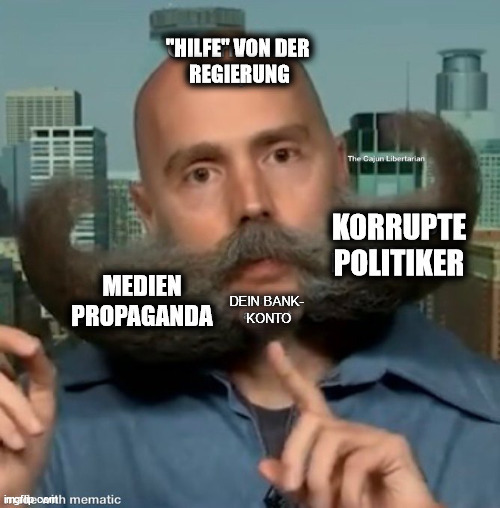 "HILFE" VON DER
REGIERUNG
The Cajun Libertarian
KORRUPTE
POLITIKER
MEDIEN
PROPAGANDA
DEIN BANK-
KONTO
imgflip.com
made with mematic